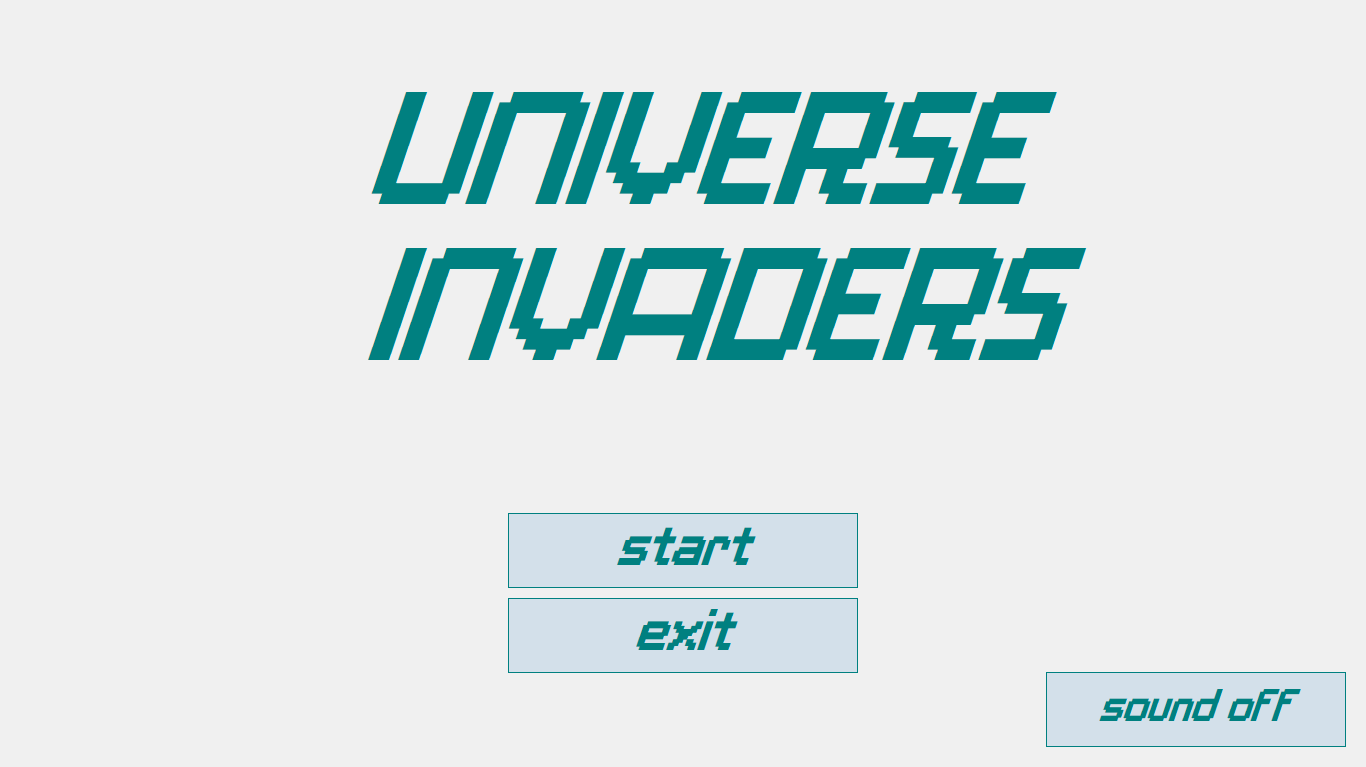 UNIVERSE
INVADERS
start
exit
sound off